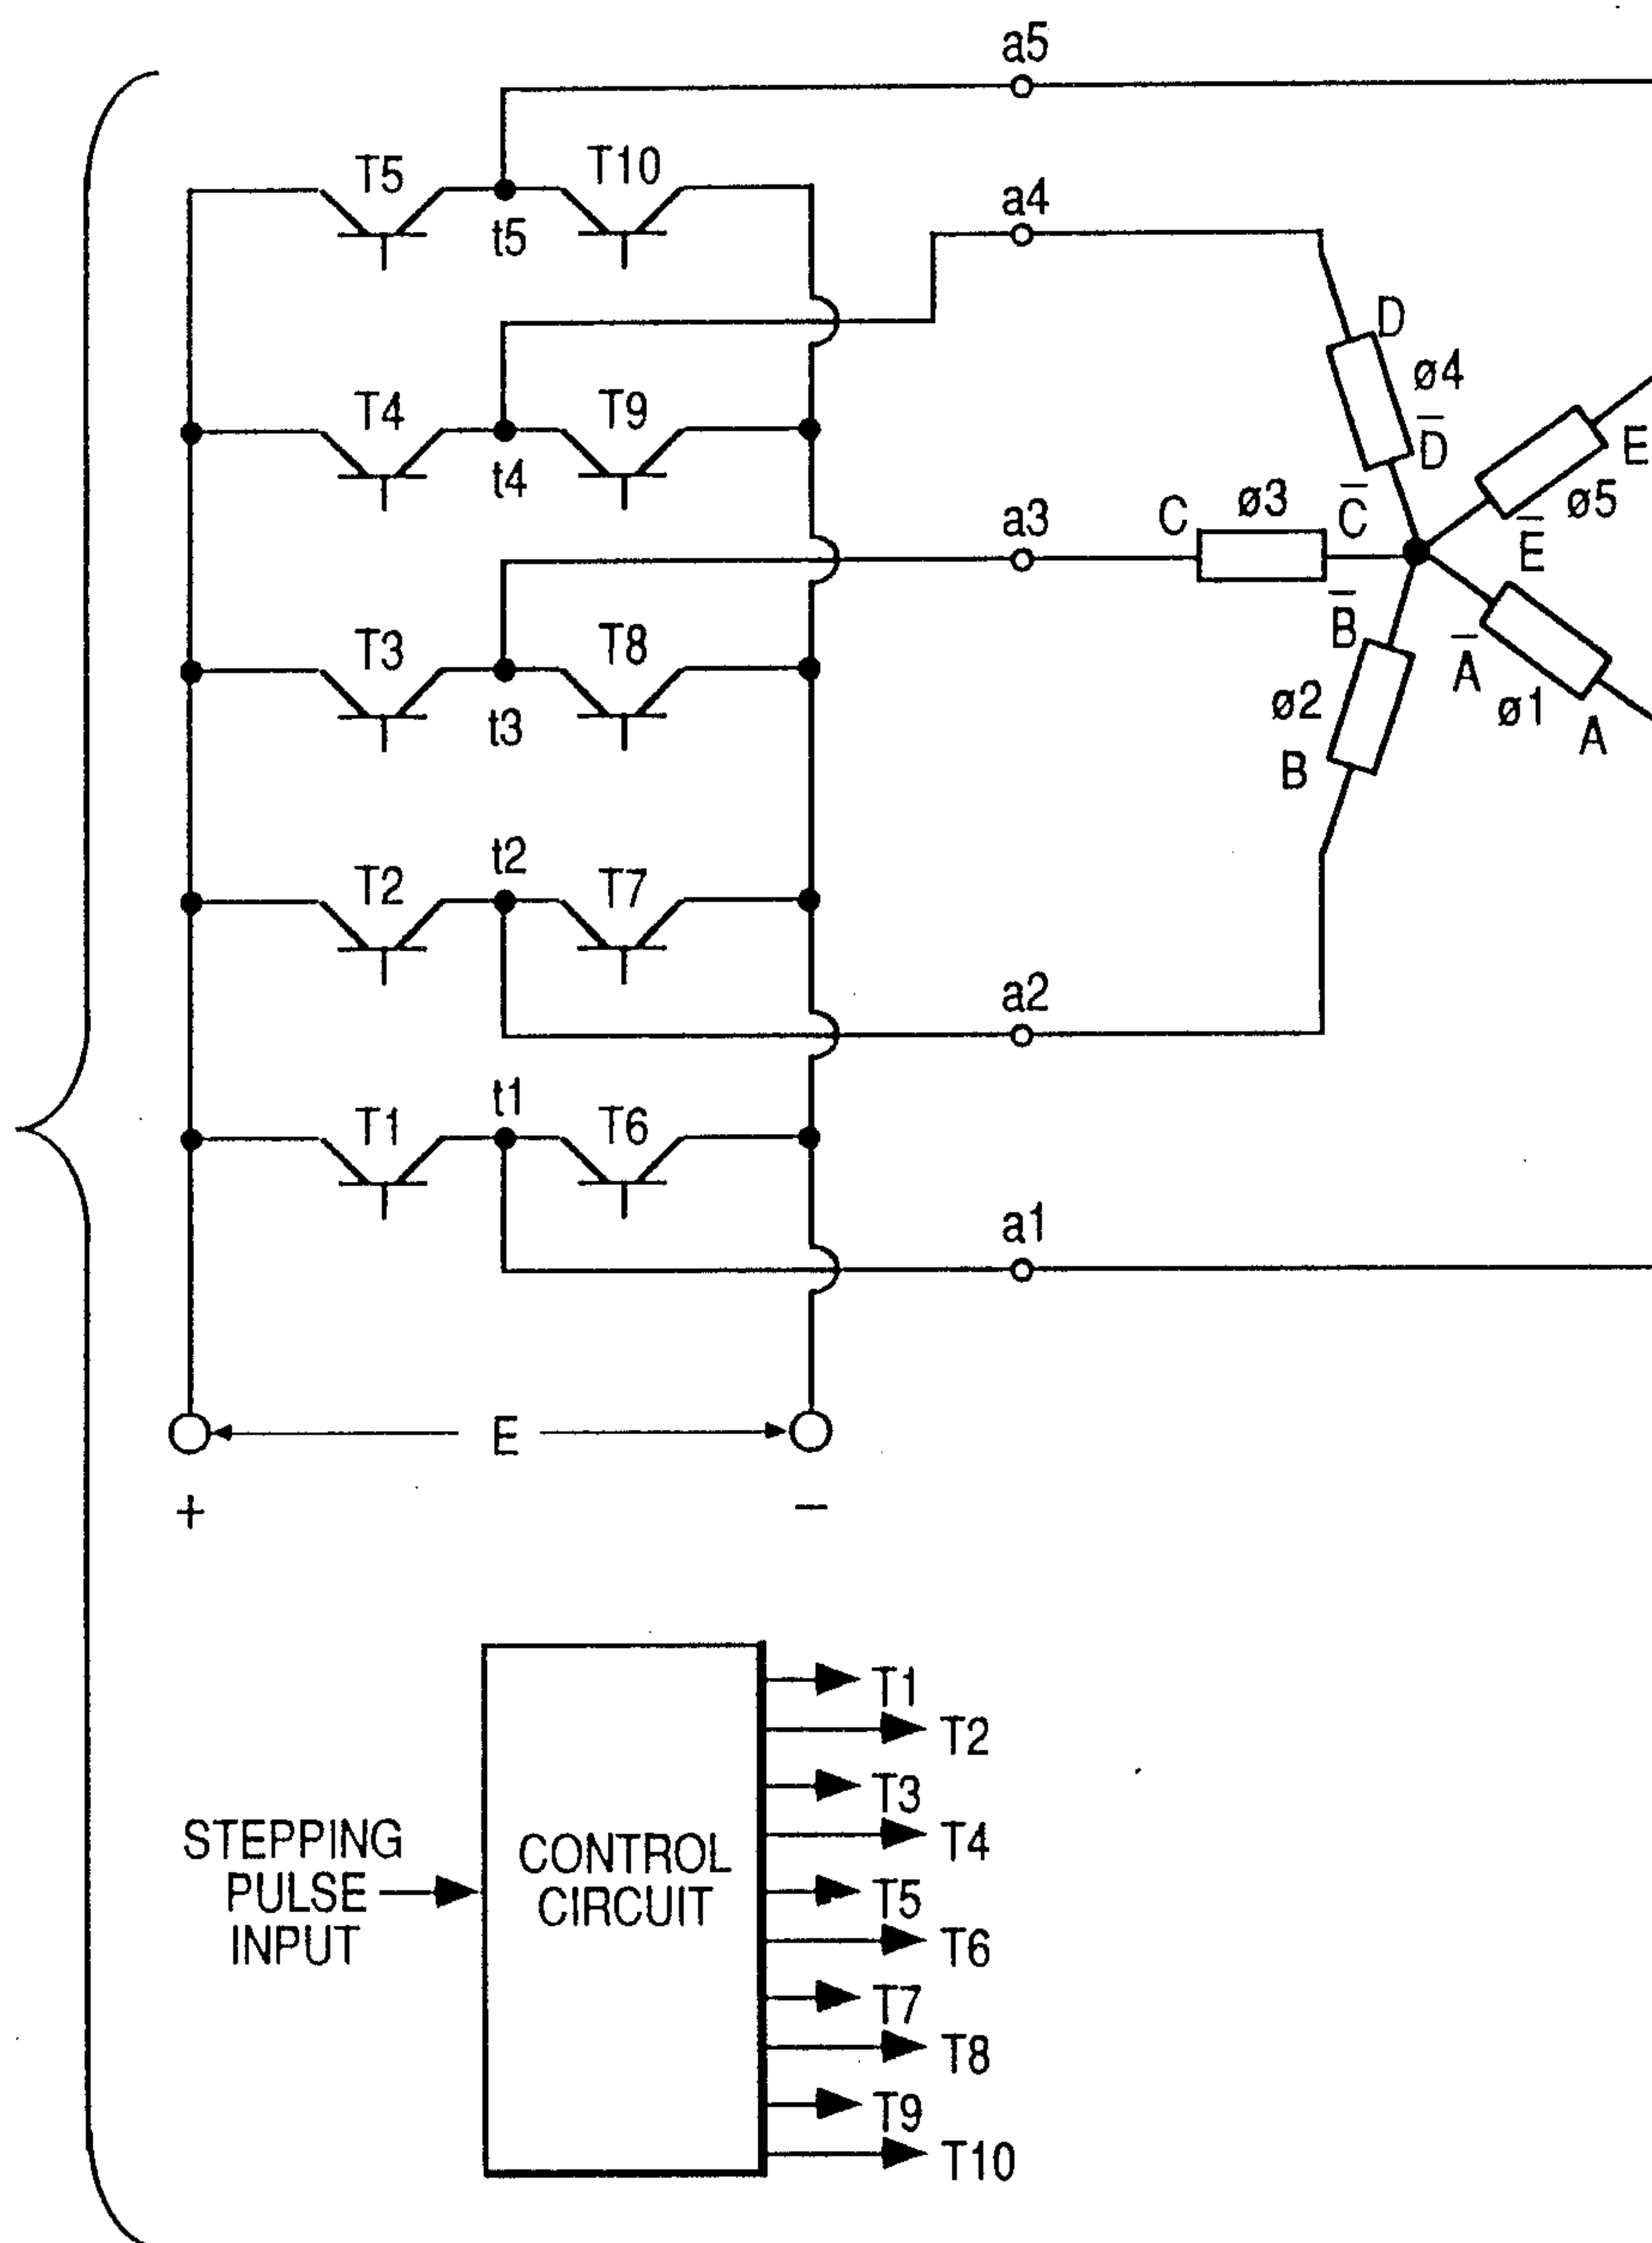 a5
T5
T10
t5
a4
D
ø4
T4
T9
t4
D̅
E
ø5
a3
C
ø3
C̅
E̅
T3
T8
t3
B̅
A̅
ø2
ø1
A
B
t2
T2
T7
a2
t1
T1
T6
a1
E
+
−
STEPPING
PULSE
INPUT
CONTROL
CIRCUIT
T1
T2
T3
T4
T5
T6
T7
T8
T9
T10